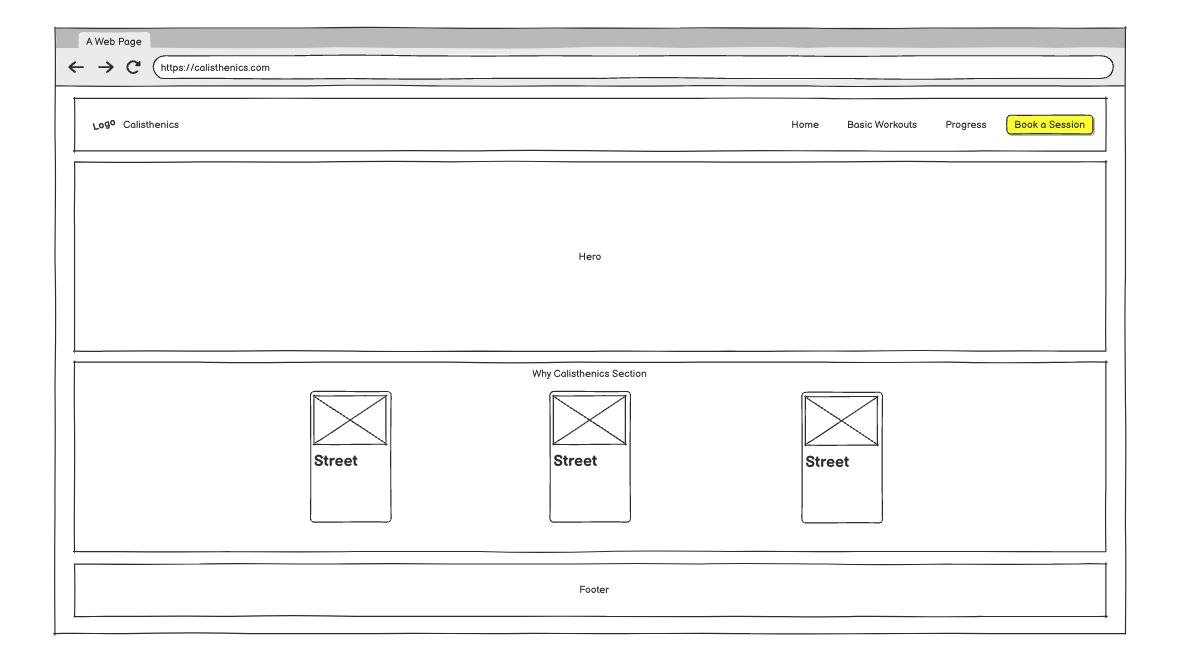 A Web Page
https://calisthenics.com
Logo Calisthenics Home Basic Workouts Progress Book a Session
Hero
Why Calisthenics Section
Street Street Street
Footer